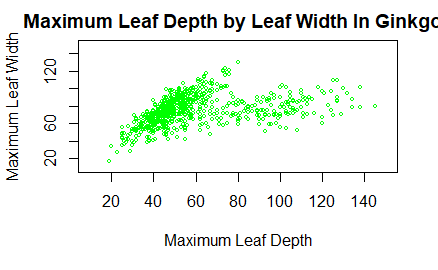 Maximum Leaf Depth by Leaf Width In Ginkgo
Maximum Leaf Width
120
60
20
20 40 60 80 100 120 140
Maximum Leaf Depth